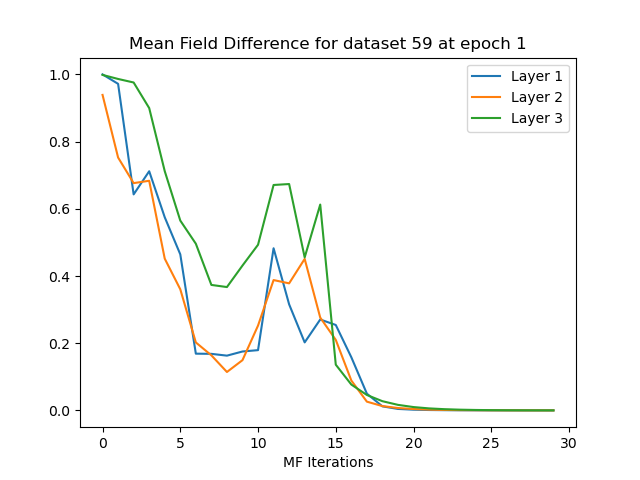 Mean Field Difference for dataset 59 at epoch 1
1.0
0.8
0.6
0.4
0.2
0.0
Layer 1
Layer 2
Layer 3
0 5 10 15 20 25 30
MF Iterations